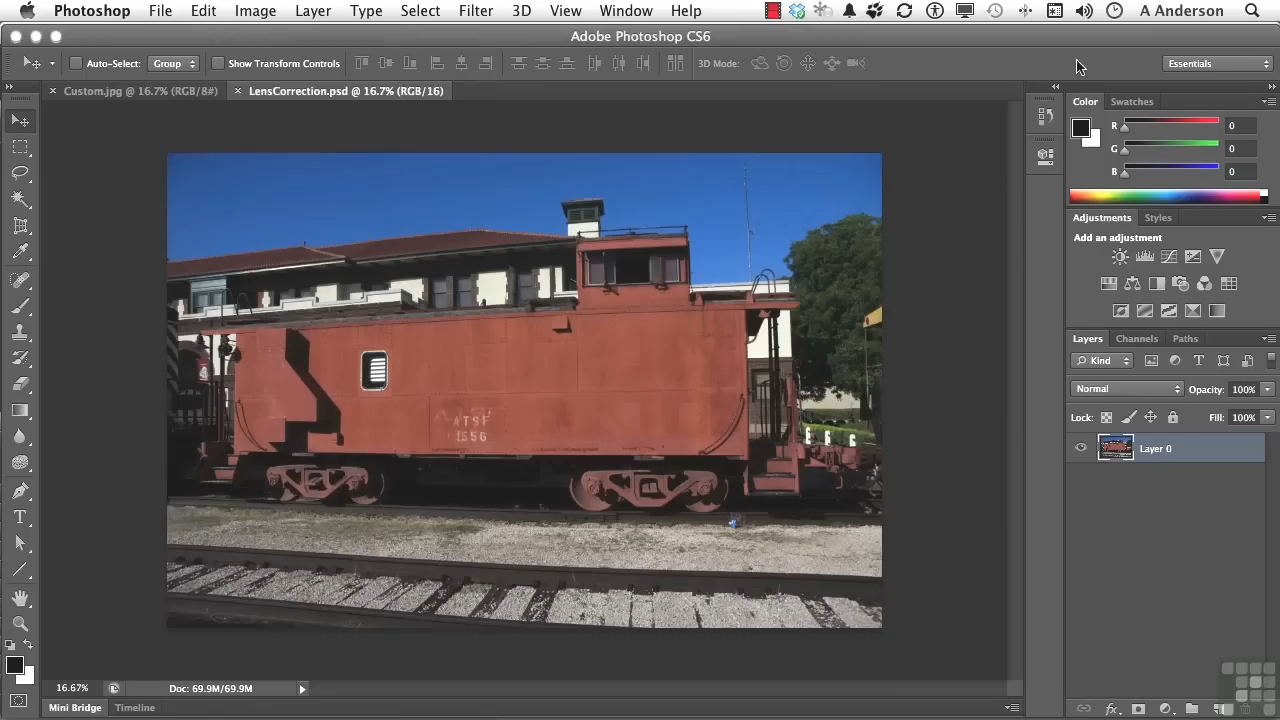 Photoshop File Edit Image Layer Type Select Filter 3D View Window Help A Anderson
Adobe Photoshop CS6
Auto-Select: Group Show Transform Controls 3D Mode: Essentials
Custom.jpg @ 16.7% (RGB/8#) LensCorrection.psd @ 16.7% (RGB/16)
Color Swatches
R 0
G 0
B 0
Adjustments Styles
Add an adjustment
Layers Channels Paths
Kind
Normal Opacity: 100%
Lock: Fill: 100%
Layer 0
ATSF
1556
16.67% Doc: 69.9M/69.9M
Mini Bridge Timeline